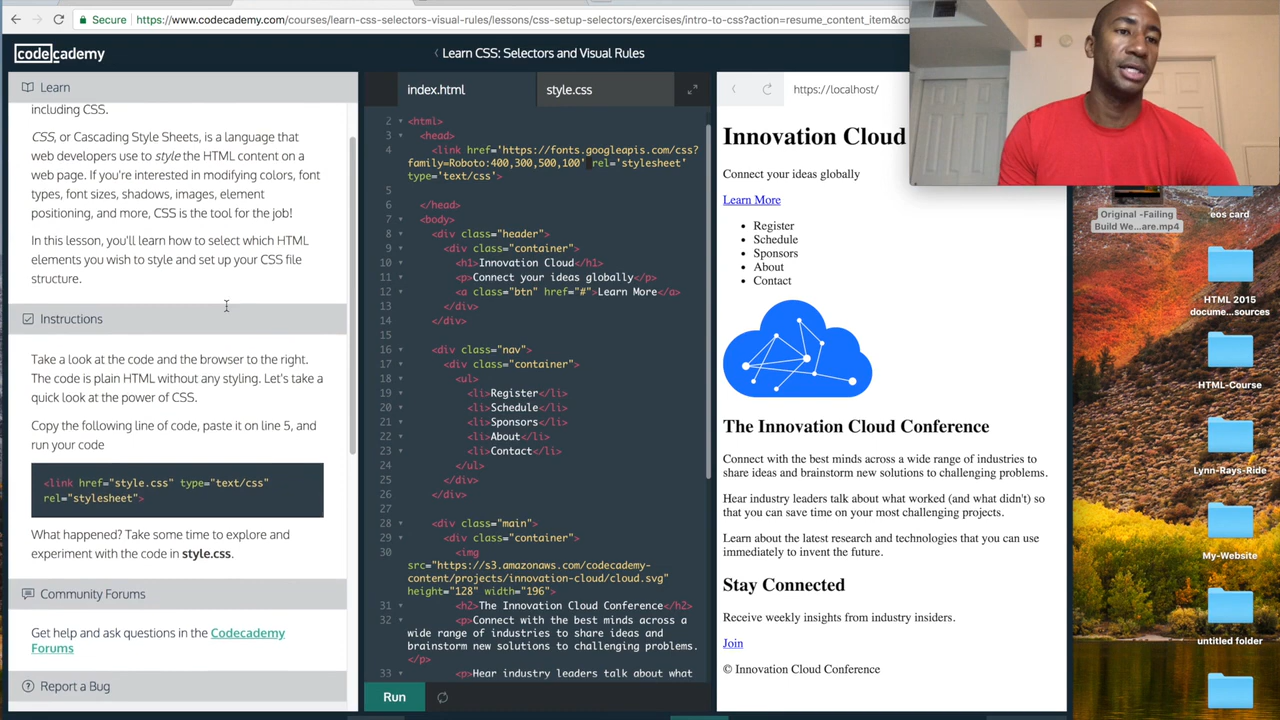 Secure
https://www.codecademy.com/courses/learn-css-selectors-visual-rules/lessons/css-setup-selectors/exercises/intro-to-css?action=resume_content_item&co
codecademy
Learn CSS: Selectors and Visual Rules
Learn
including CSS.
CSS, or Cascading Style Sheets, is a language that
web developers use to style the HTML content on a
web page. If you're interested in modifying colors, font
types, font sizes, shadows, images, element
positioning, and more, CSS is the tool for the job!
In this lesson, you'll learn how to select which HTML
elements you wish to style and set up your CSS file
structure.
Instructions
Take a look at the code and the browser to the right.
The code is plain HTML without any styling. Let's take a
quick look at the power of CSS.
Copy the following line of code, paste it on line 5, and
run your code
<link href="style.css" type="text/css"
rel="stylesheet">
What happened? Take some time to explore and
experiment with the code in style.css.
Community Forums
Get help and ask questions in the Codecademy
Forums
Report a Bug
index.html
style.css
2 <html>
3 <head>
4 <link href='https://fonts.googleapis.com/css?
family=Roboto:400,300,500,100' rel='stylesheet'
type='text/css'>
5
6 </head>
7 <body>
8 <div class="header">
9 <div class="container">
10 <h1>Innovation Cloud</h1>
11 <p>Connect your ideas globally</p>
12 <a class="btn" href="#">Learn More</a>
13 </div>
14 </div>
15
16 <div class="nav">
17 <div class="container">
18 <ul>
19 <li>Register</li>
20 <li>Schedule</li>
21 <li>Sponsors</li>
22 <li>About</li>
23 <li>Contact</li>
24 </ul>
25 </div>
26 </div>
27
28 <div class="main">
29 <div class="container">
30 <img
src="https://s3.amazonaws.com/codecademy-
content/projects/innovation-cloud/cloud.svg"
height="128" width="196">
31 <h2>The Innovation Cloud Conference</h2>
32 <p>Connect with the best minds across a
wide range of industries to share ideas and
brainstorm new solutions to challenging problems.
</p>
33 <p>Hear industry leaders talk about what
Run
https://localhost/
Innovation Cloud
Connect your ideas globally
Learn More
Register
Schedule
Sponsors
About
Contact
The Innovation Cloud Conference
Connect with the best minds across a wide range of industries to
share ideas and brainstorm new solutions to challenging problems.
Hear industry leaders talk about what worked (and what didn't) so
that you can save time on your most challenging projects.
Learn about the latest research and technologies that you can use
immediately to invent the future.
Stay Connected
Receive weekly insights from industry insiders.
Join
© Innovation Cloud Conference
Original -Failing
Build We...are.mp4
eos card
HTML 2015
docume...sources
HTML-Course
Lynn-Rays-Ride
My-Website
untitled folder